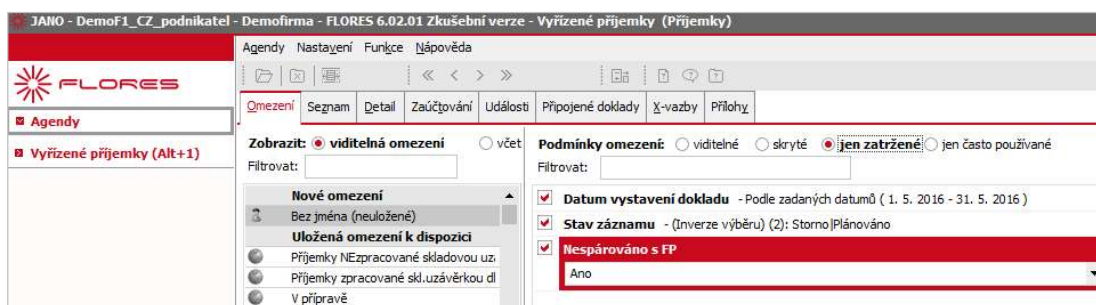 JANO - DemoF1_CZ_podnikatel - Demofirma - FLORES 6.02.01 Zkušební verze - Vyřízené příjemky (Příjemky)
Agendy Nastavení Funkce Nápověda
FLORES
Omezení Seznam Detail Zaúčtování Události Připojené doklady X-vazby Přílohy
Agendy
Vyřízené příjemky (Alt+1)
Zobrazit: viditelná omezení včet
Filtrovat:
Nové omezení
Bez jména (neuložené)
Uložená omezení k dispozici
Příjemky NEzpracované skladovou uz
Příjemky zpracované skl.uzávěrkou dl
V přípravě
Podmínky omezení: viditelné skryté jen zatržené jen často používané
Filtrovat:
Datum vystavení dokladu - Podle zadaných datumů ( 1. 5. 2016 - 31. 5. 2016 )
Stav záznamu - (Inverze výběru) (2): Storno|Plánováno
Nespárováno s FP
Ano